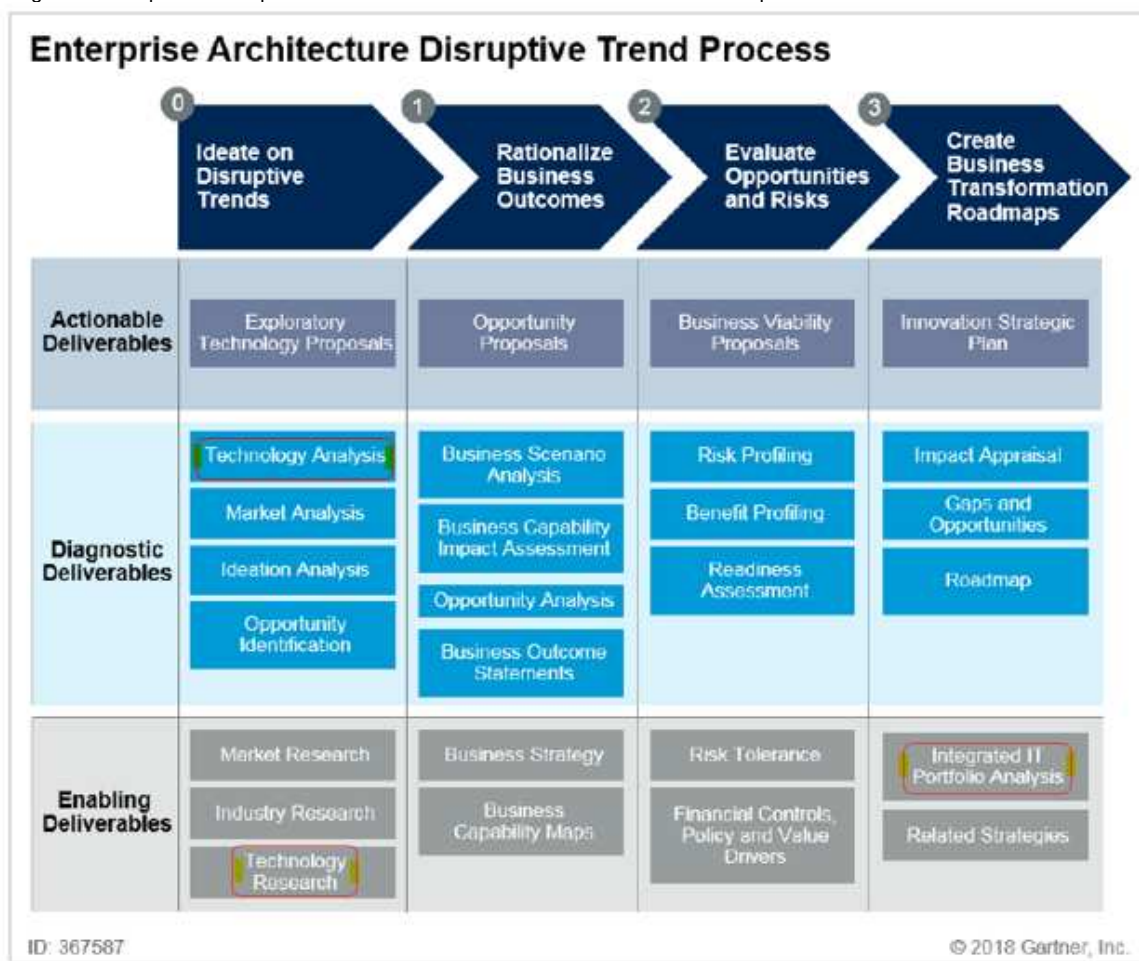 Enterprise Architecture Disruptive Trend Process
0
1
2
3
Ideate on
Disruptive
Trends
Rationalize
Business
Outcomes
Evaluate
Opportunities
and Risks
Create
Business
Transformation
Roadmaps
Actionable
Deliverables
Exploratory
Technology Proposals
Opportunity
Proposals
Business Viability
Proposals
Innovation Strategic
Plan
Diagnostic
Deliverables
Technology Analysis
Market Analysis
Ideation Analysis
Opportunity
Identification
Business Scenario
Analysis
Business Capability
Impact Assessment
Opportunity Analysis
Business Outcome
Statements
Risk Profiling
Benefit Profiling
Readiness
Assessment
Impact Appraisal
Gaps and
Opportunities
Roadmap
Enabling
Deliverables
Market Research
Industry Research
Technology
Research
Business Strategy
Business
Capability Maps
Risk Tolerance
Financial Controls,
Policy and Value
Drivers
Integrated IT
Portfolio Analysis
Related Strategies
ID: 367587
© 2018 Gartner, Inc.